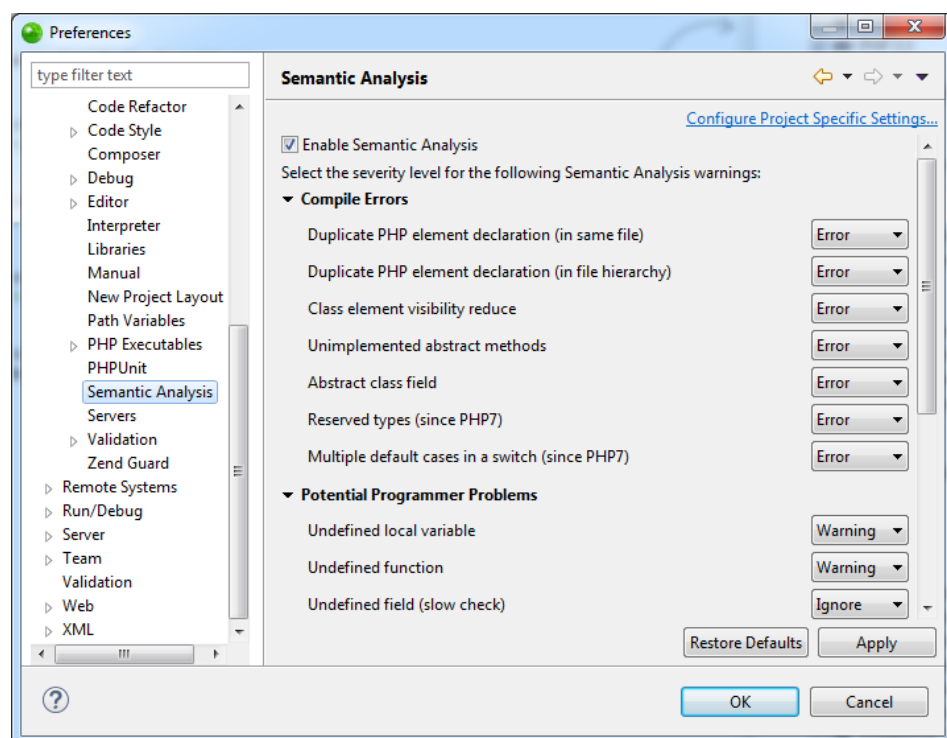 Preferences
type filter text
Code Refactor
Code Style
Composer
Debug
Editor
Interpreter
Libraries
Manual
New Project Layout
Path Variables
PHP Executables
PHPUnit
Semantic Analysis
Servers
Validation
Zend Guard
Remote Systems
Run/Debug
Server
Team
Validation
Web
XML
Semantic Analysis
Configure Project Specific Settings...
Enable Semantic Analysis
Select the severity level for the following Semantic Analysis warnings:
Compile Errors
Duplicate PHP element declaration (in same file) Error
Duplicate PHP element declaration (in file hierarchy) Error
Class element visibility reduce Error
Unimplemented abstract methods Error
Abstract class field Error
Reserved types (since PHP7) Error
Multiple default cases in a switch (since PHP7) Error
Potential Programmer Problems
Undefined local variable Warning
Undefined function Warning
Undefined field (slow check) Ignore
Restore Defaults Apply
? OK Cancel